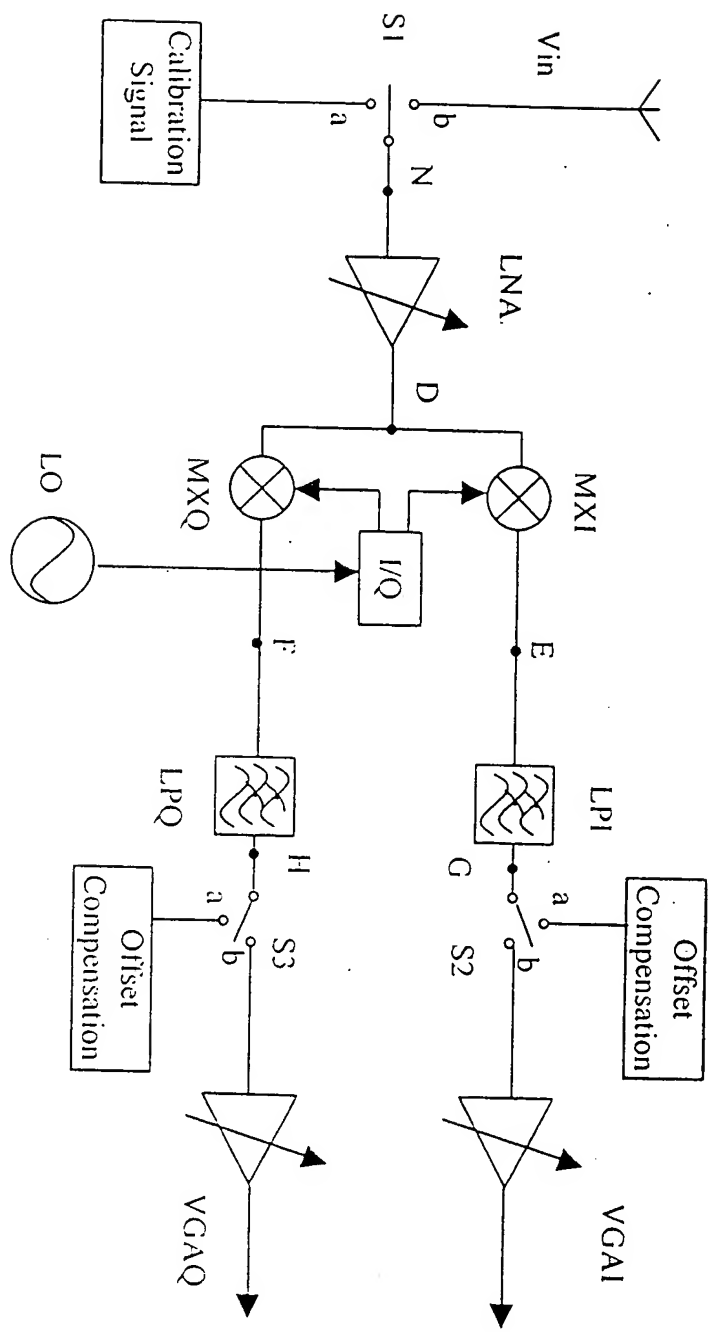 Vin
b
S1
a
Calibration
Signal
N
LNA
D
MXI
I/Q
MXQ
LO
E
F
LPI
LPQ
G
H
Offset
Compensation
a
b
S2
a
b
S3
Offset
Compensation
VGAI
VGAQ